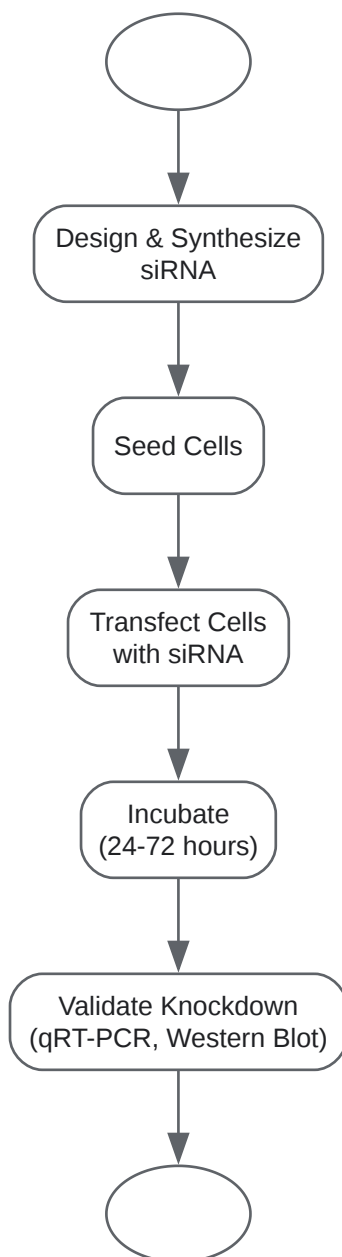 Design & Synthesize
siRNA
Seed Cells
Transfect Cells
with siRNA
Incubate
(24-72 hours)
Validate Knockdown
(qRT-PCR, Western Blot)